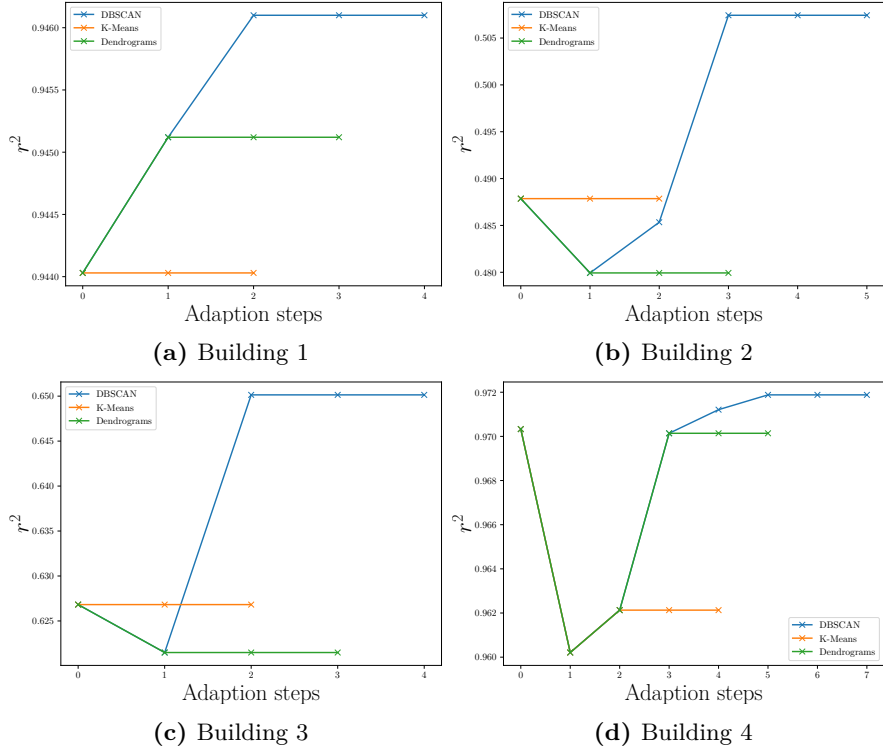 DBSCAN
K-Means
Dendrograms
0.9460
0.9455
0.9450
0.9445
0.9440
r²
0 1 2 3 4
Adaption steps
(a) Building 1
DBSCAN
K-Means
Dendrograms
0.505
0.500
0.495
0.490
0.485
0.480
r²
0 1 2 3 4 5
Adaption steps
(b) Building 2
DBSCAN
K-Means
Dendrograms
0.650
0.645
0.640
0.635
0.630
0.625
r²
0 1 2 3 4
Adaption steps
(c) Building 3
0.972
0.970
0.968
0.966
0.964
0.962
0.960
r²
DBSCAN
K-Means
Dendrograms
0 1 2 3 4 5 6 7
Adaption steps
(d) Building 4